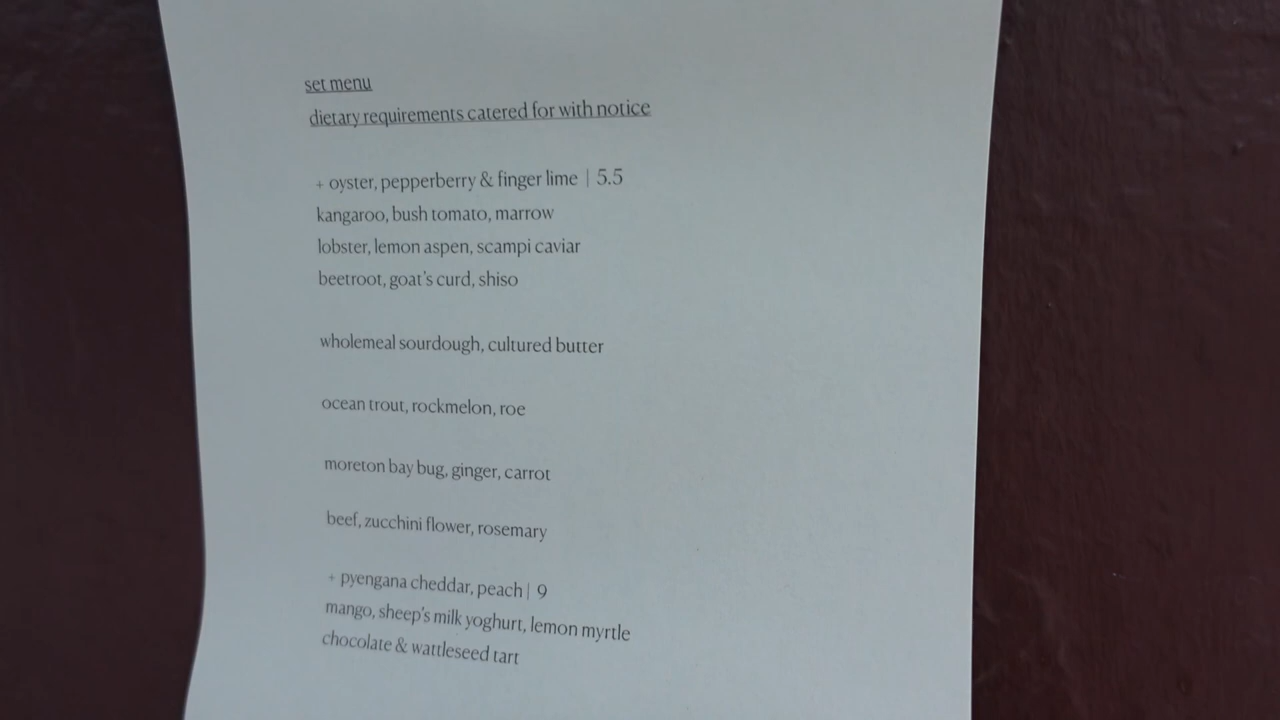 set menu
dietary requirements catered for with notice
+ oyster, pepperberry & finger lime | 5.5
kangaroo, bush tomato, marrow
lobster, lemon aspen, scampi caviar
beetroot, goat's curd, shiso
wholemeal sourdough, cultured butter
ocean trout, rockmelon, roe
moreton bay bug, ginger, carrot
beef, zucchini flower, rosemary
+ pyengana cheddar, peach | 9
mango, sheep's milk yoghurt, lemon myrtle
chocolate & wattleseed tart